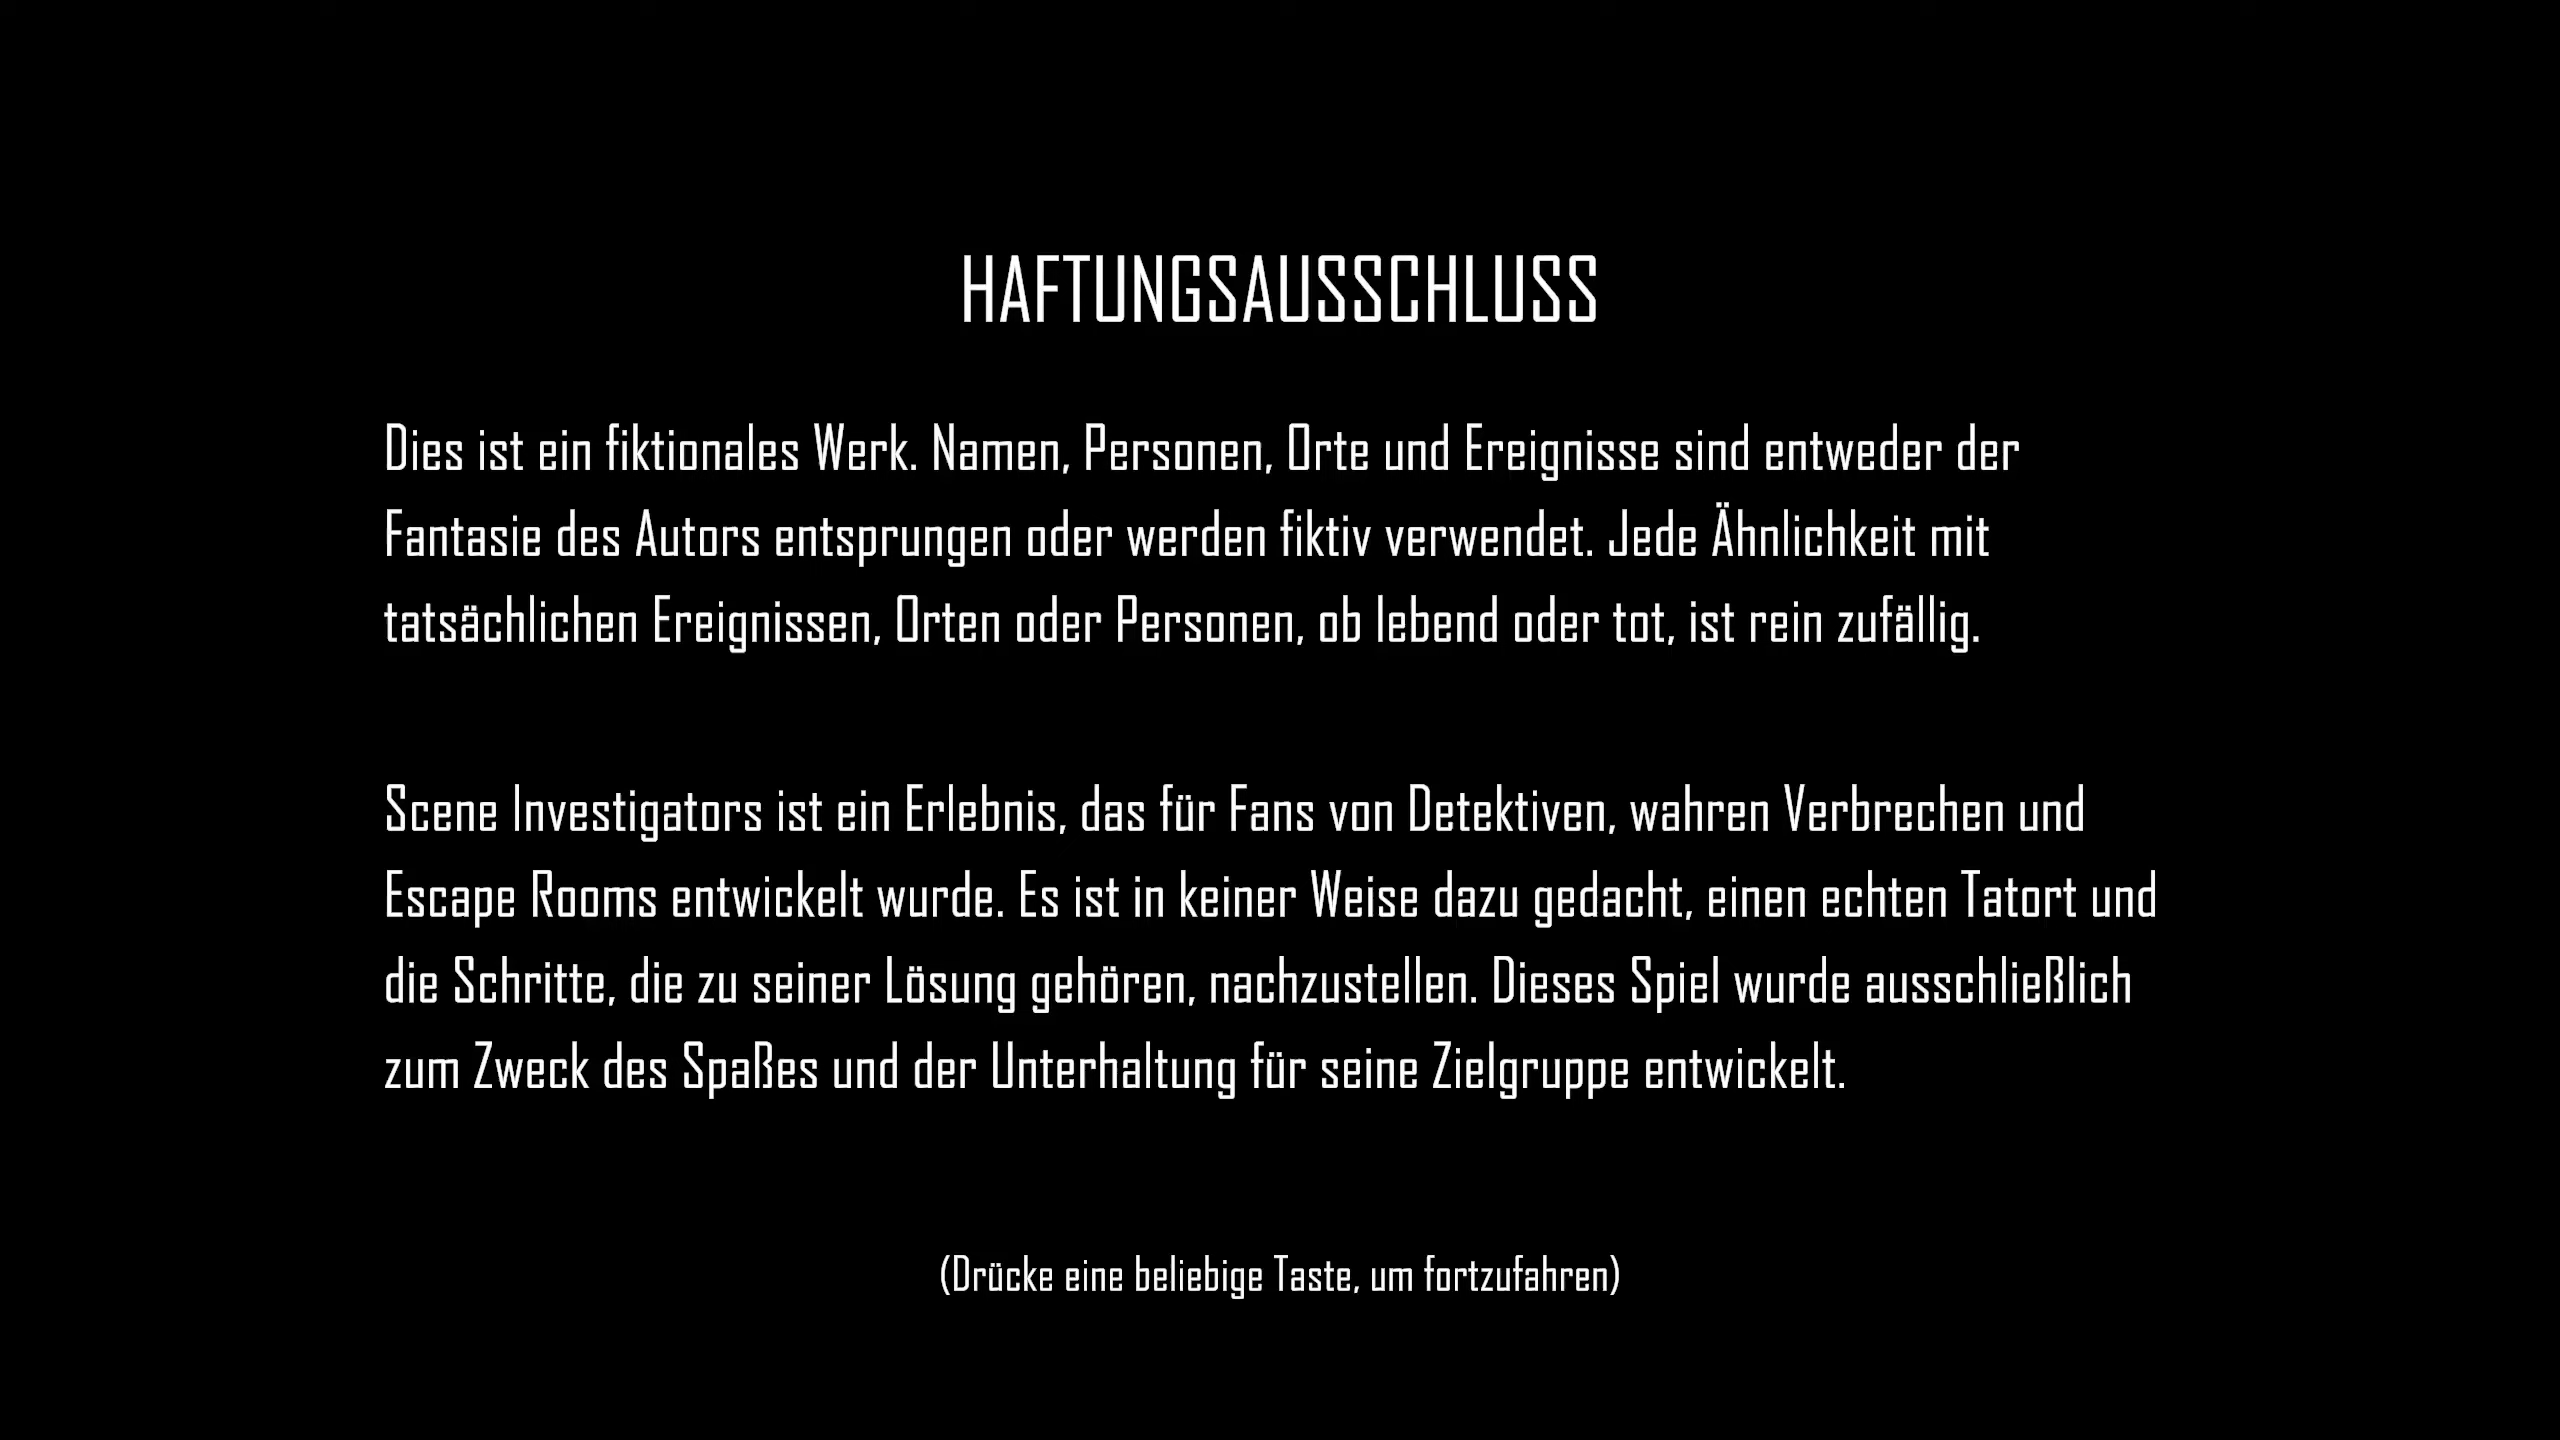 HAFTUNGSAUSSCHLUSS
Dies ist ein fiktionales Werk. Namen, Personen, Orte und Ereignisse sind entweder der
Fantasie des Autors entsprungen oder werden fiktiv verwendet. Jede Ähnlichkeit mit
tatsächlichen Ereignissen, Orten oder Personen, ob lebend oder tot, ist rein zufällig.
Scene Investigators ist ein Erlebnis, das für Fans von Detektiven, wahren Verbrechen und
Escape Rooms entwickelt wurde. Es ist in keiner Weise dazu gedacht, einen echten Tatort und
die Schritte, die zu seiner Lösung gehören, nachzustellen. Dieses Spiel wurde ausschließlich
zum Zweck des Spaßes und der Unterhaltung für seine Zielgruppe entwickelt.
(Drücke eine beliebige Taste, um fortzufahren)